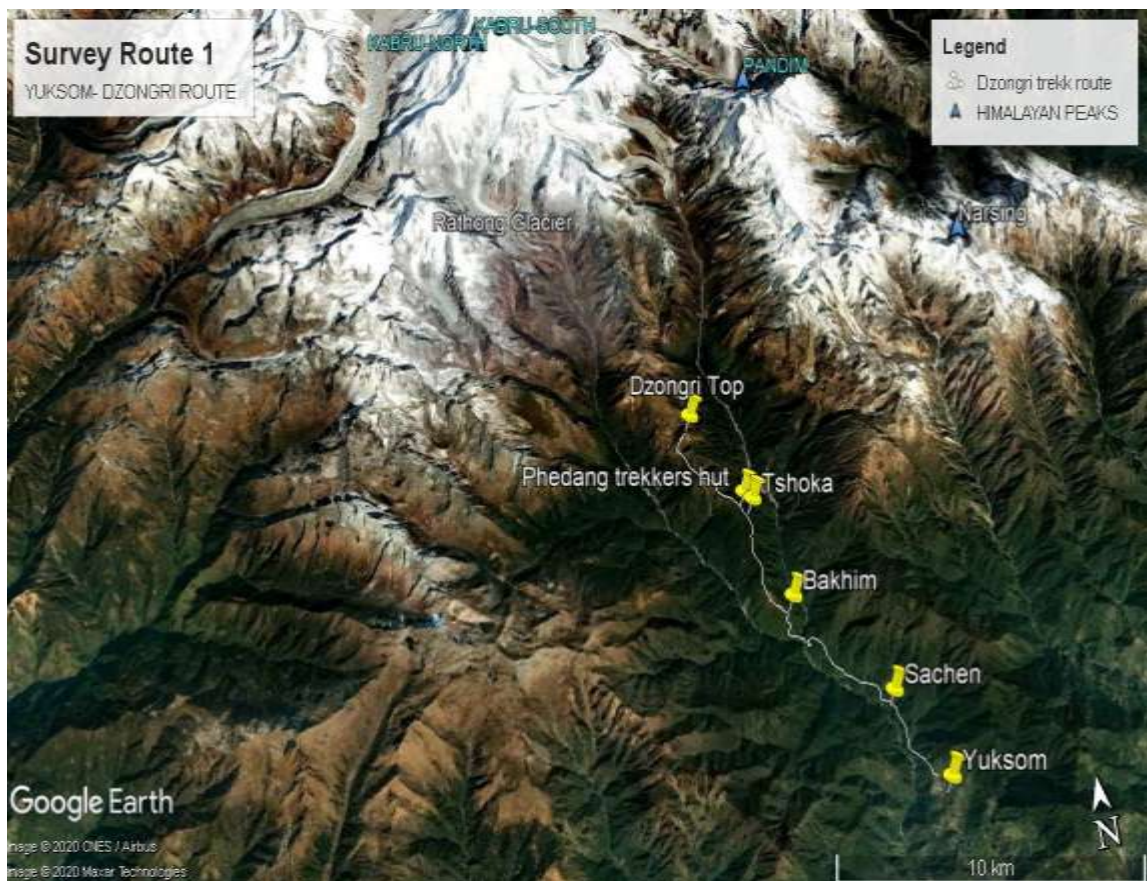 KABRU-SOUTH
KABRU-NORTH
Survey Route 1
YUKSOM- DZONGRI ROUTE
Legend
Dzongri trekk route
HIMALAYAN PEAKS
PANDIM
Narsing
Rathong Glacier
Dzongri Top
Phedang trekkers hut
Tshoka
Bakhim
Sachen
Yuksom
Google Earth
N
mage © 2020 CNES / Airbus
mage © 2020 Maxar Technologies
10 km